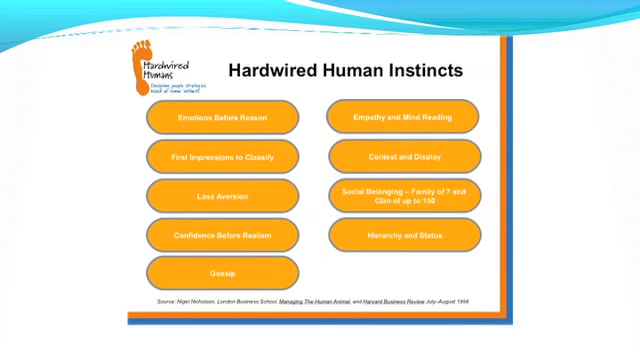 Hardwired
Humans
Designing people strategies
based on human instincts
Hardwired Human Instincts
Emotions Before Reason
First Impressions to Classify
Loss Aversion
Confidence Before Realism
Gossip
Empathy and Mind Reading
Contest and Display
Social Belonging – Family of 7 and
Clan of up to 150
Hierarchy and Status
Source: Nigel Nicholson, London Business School, Managing The Human Animal, and Harvard Business Review July–August 1998